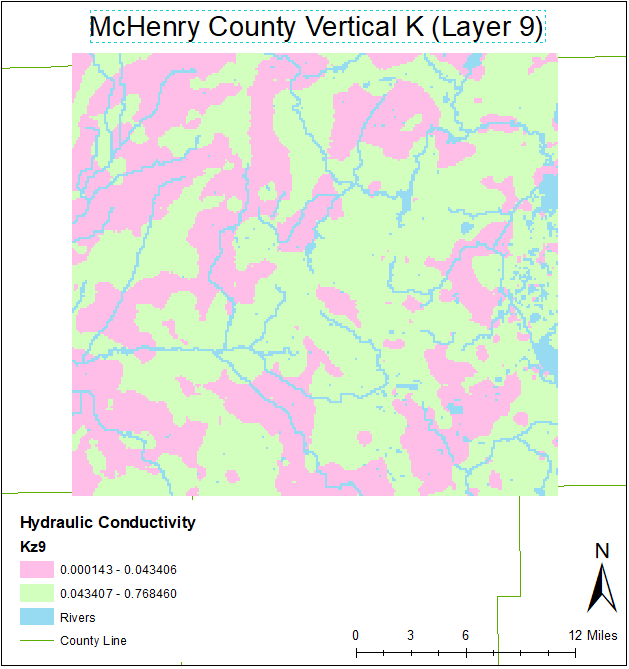 McHenry County Vertical K (Layer 9)
Hydraulic Conductivity
Kz9
0.000143 - 0.043406
0.043407 - 0.768460
Rivers
County Line
N
0 3 6 12 Miles